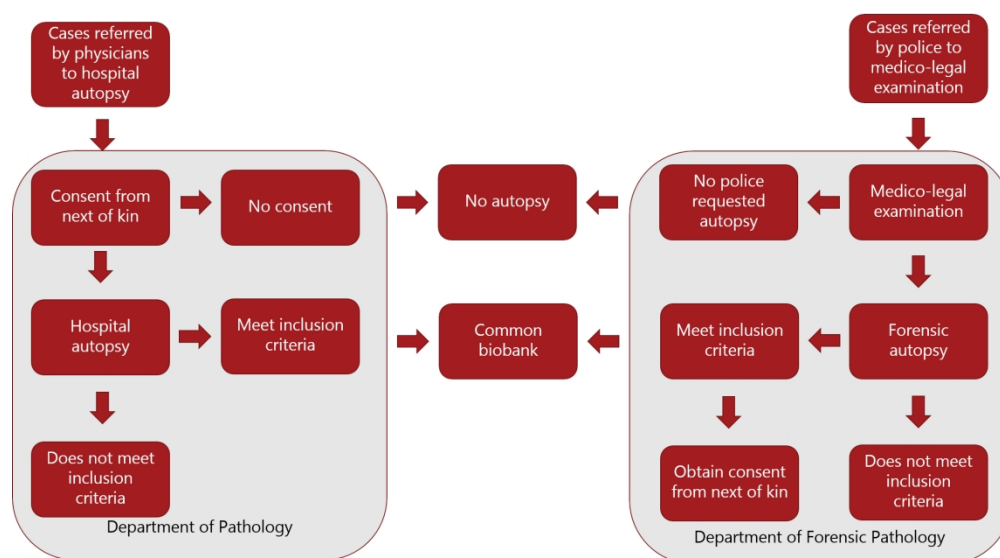 Cases referred
by physicians
to hospital
autopsy
Cases referred
by police to
medico-legal
examination
Consent from
next of kin
No consent
No autopsy
No police
requested
autopsy
Medico-legal
examination
Hospital
autopsy
Meet inclusion
criteria
Common
biobank
Meet inclusion
criteria
Forensic
autopsy
Does not meet
inclusion
criteria
Obtain consent
from next of kin
Does not meet
inclusion
criteria
Department of Pathology
Department of Forensic Pathology